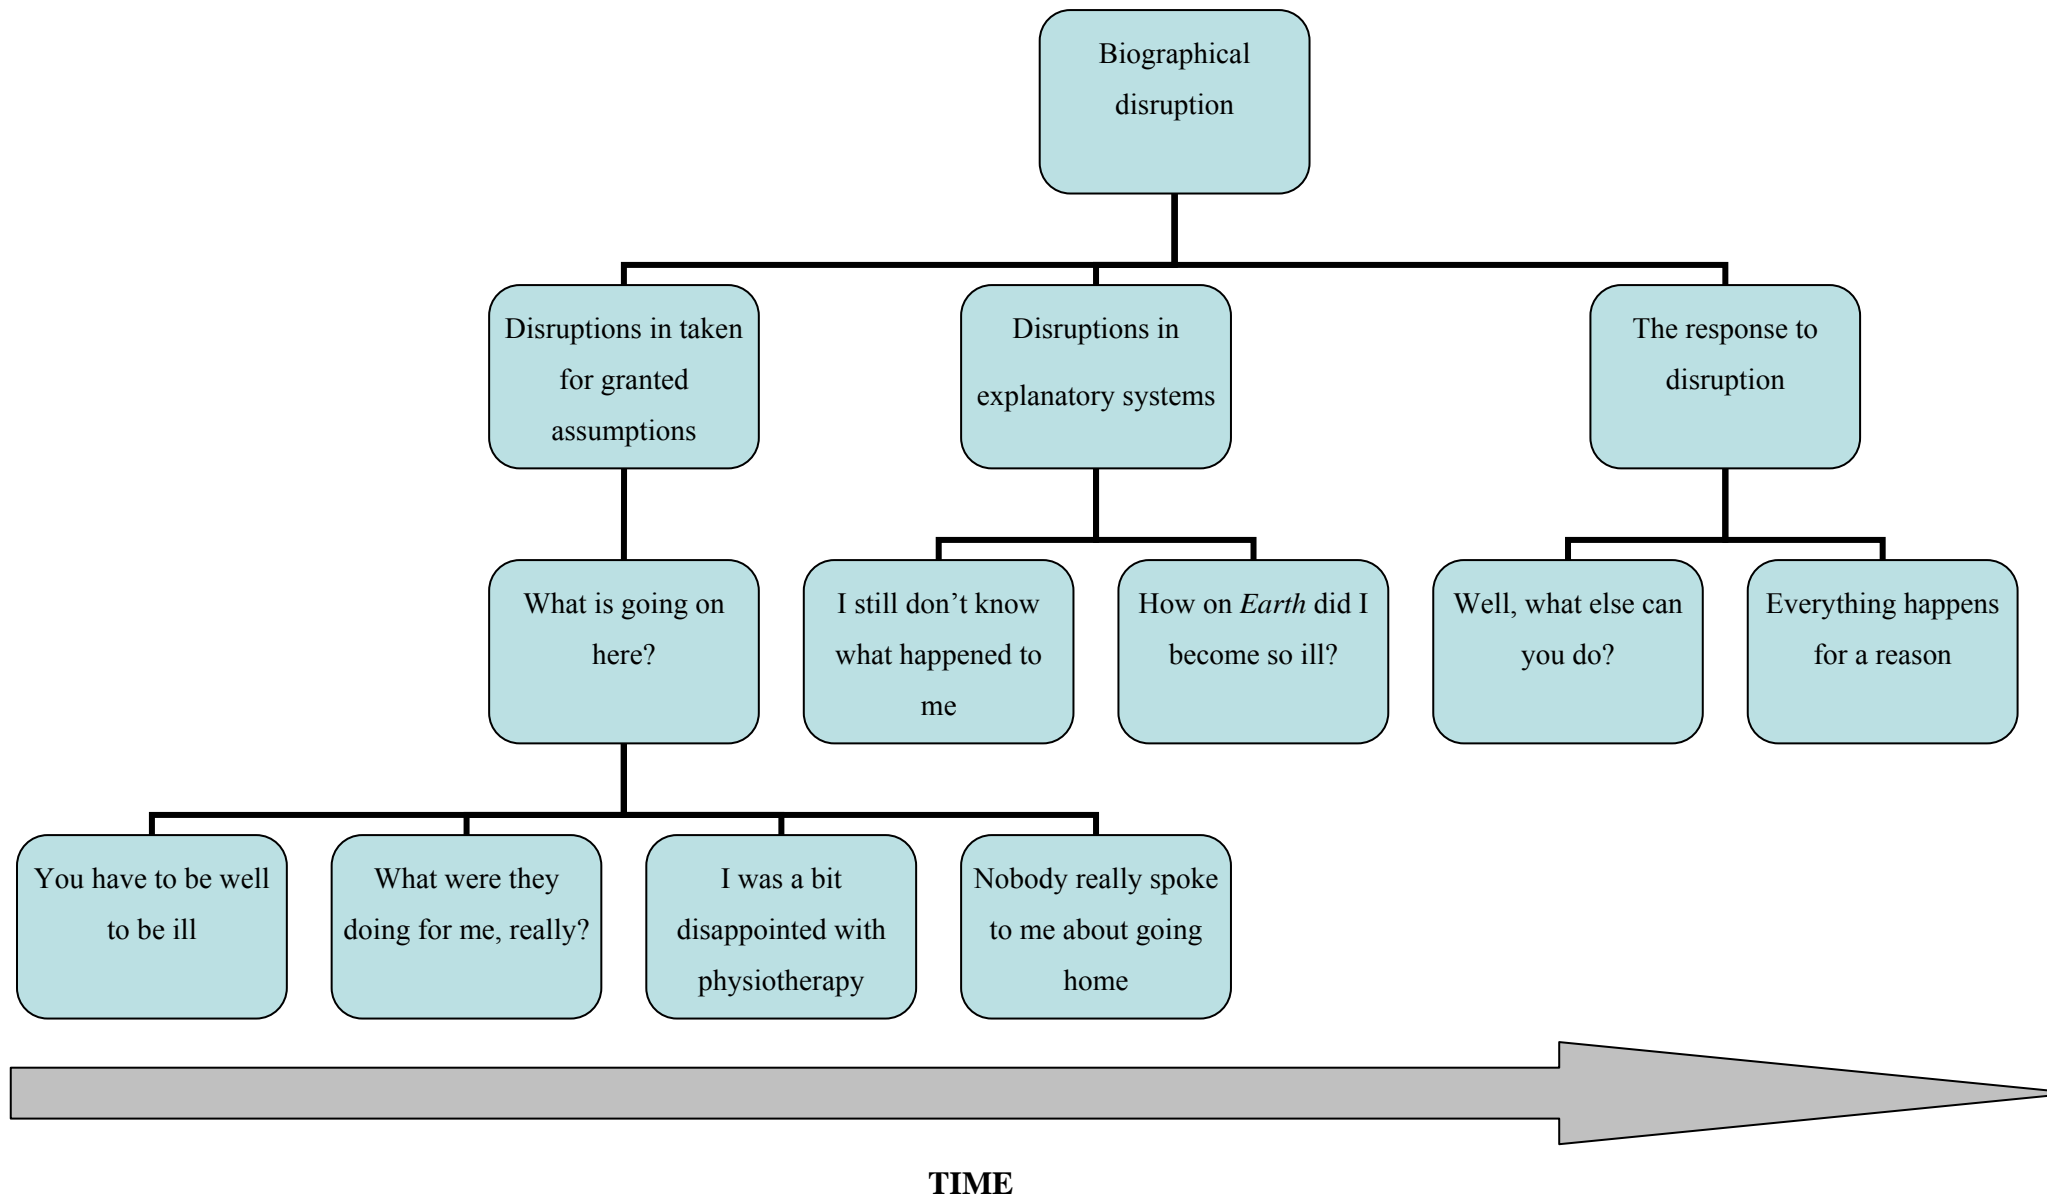 Biographical
disruption
Disruptions in taken
for granted
assumptions
Disruptions in
explanatory systems
The response to
disruption
What is going on
here?
I still don’t know
what happened to
me
How on Earth did I
become so ill?
Well, what else can
you do?
Everything happens
for a reason
You have to be well
to be ill
What were they
doing for me, really?
I was a bit
disappointed with
physiotherapy
Nobody really spoke
to me about going
home
TIME